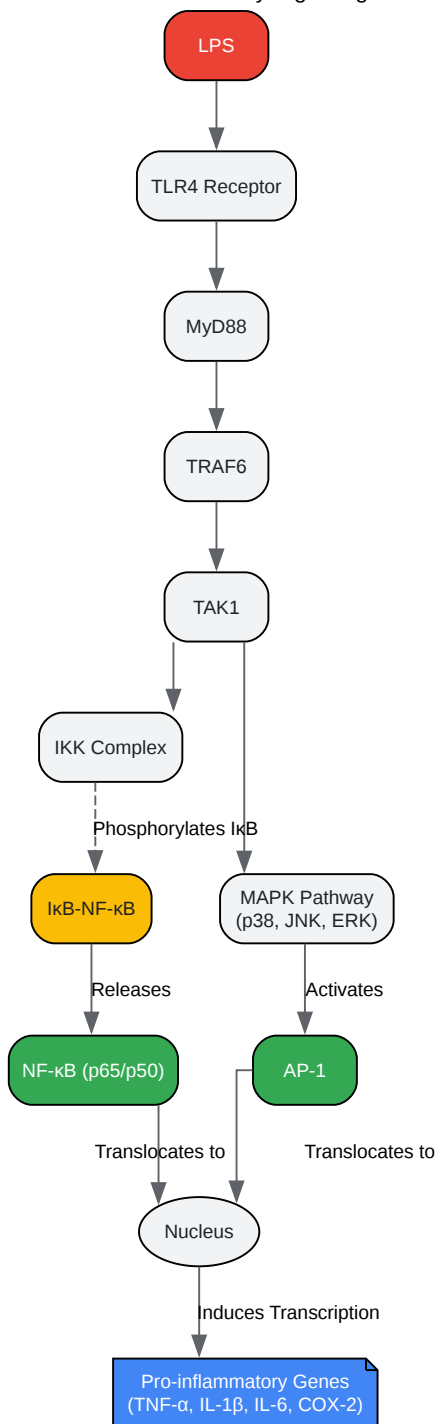 LPS
TLR4 Receptor
MyD88
TRAF6
TAK1
IKK Complex
Phosphorylates IκB
IκB-NF-κB
MAPK Pathway
(p38, JNK, ERK)
Releases
Activates
NF-κB (p65/p50)
AP-1
Translocates to
Translocates to
Nucleus
Induces Transcription
Pro-inflammatory Genes
(TNF-α, IL-1β, IL-6, COX-2)